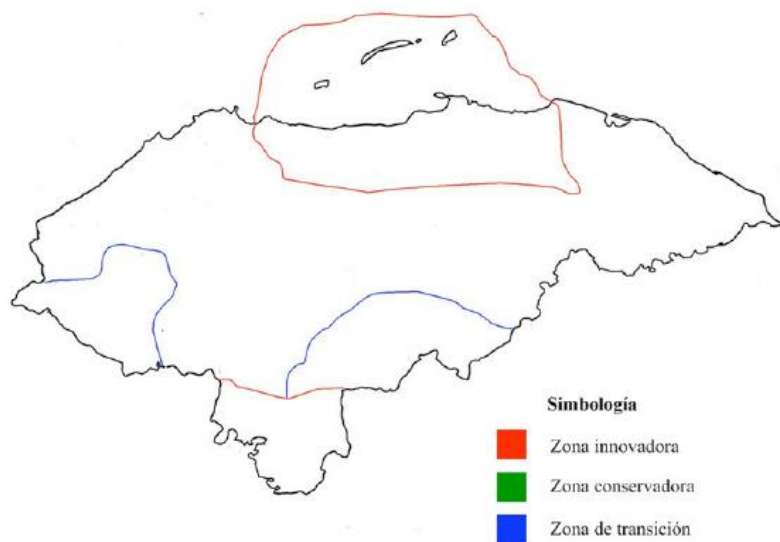 Simbología
Zona innovadora
Zona conservadora
Zona de transición